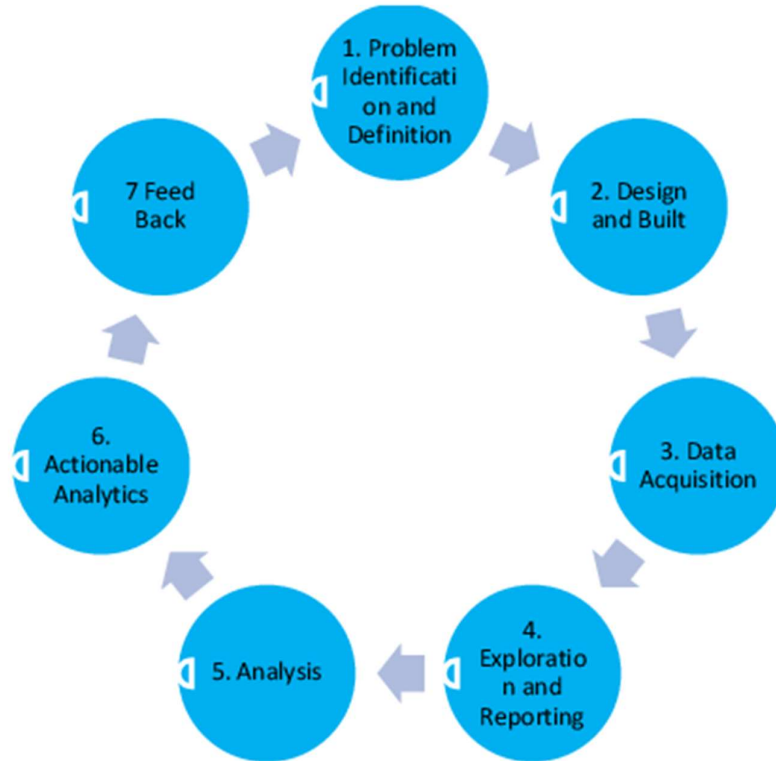 1. Problem
Identificati
on and
Definition
2. Design
and Built
3. Data
Acquisition
4.
Exploratio
n and
Reporting
5. Analysis
6.
Actionable
Analytics
7 Feed
Back